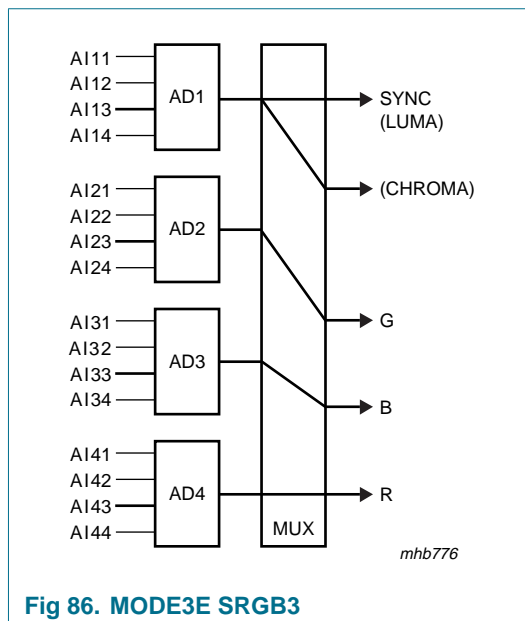 AI11
AI12
AI13
AI14
AD1
SYNC
(LUMA)
(CHROMA)
AI21
AI22
AI23
AI24
AD2
G
AI31
AI32
AI33
AI34
AD3
B
AI41
AI42
AI43
AI44
AD4
R
MUX
mhb776
Fig 86. MODE3E SRGB3